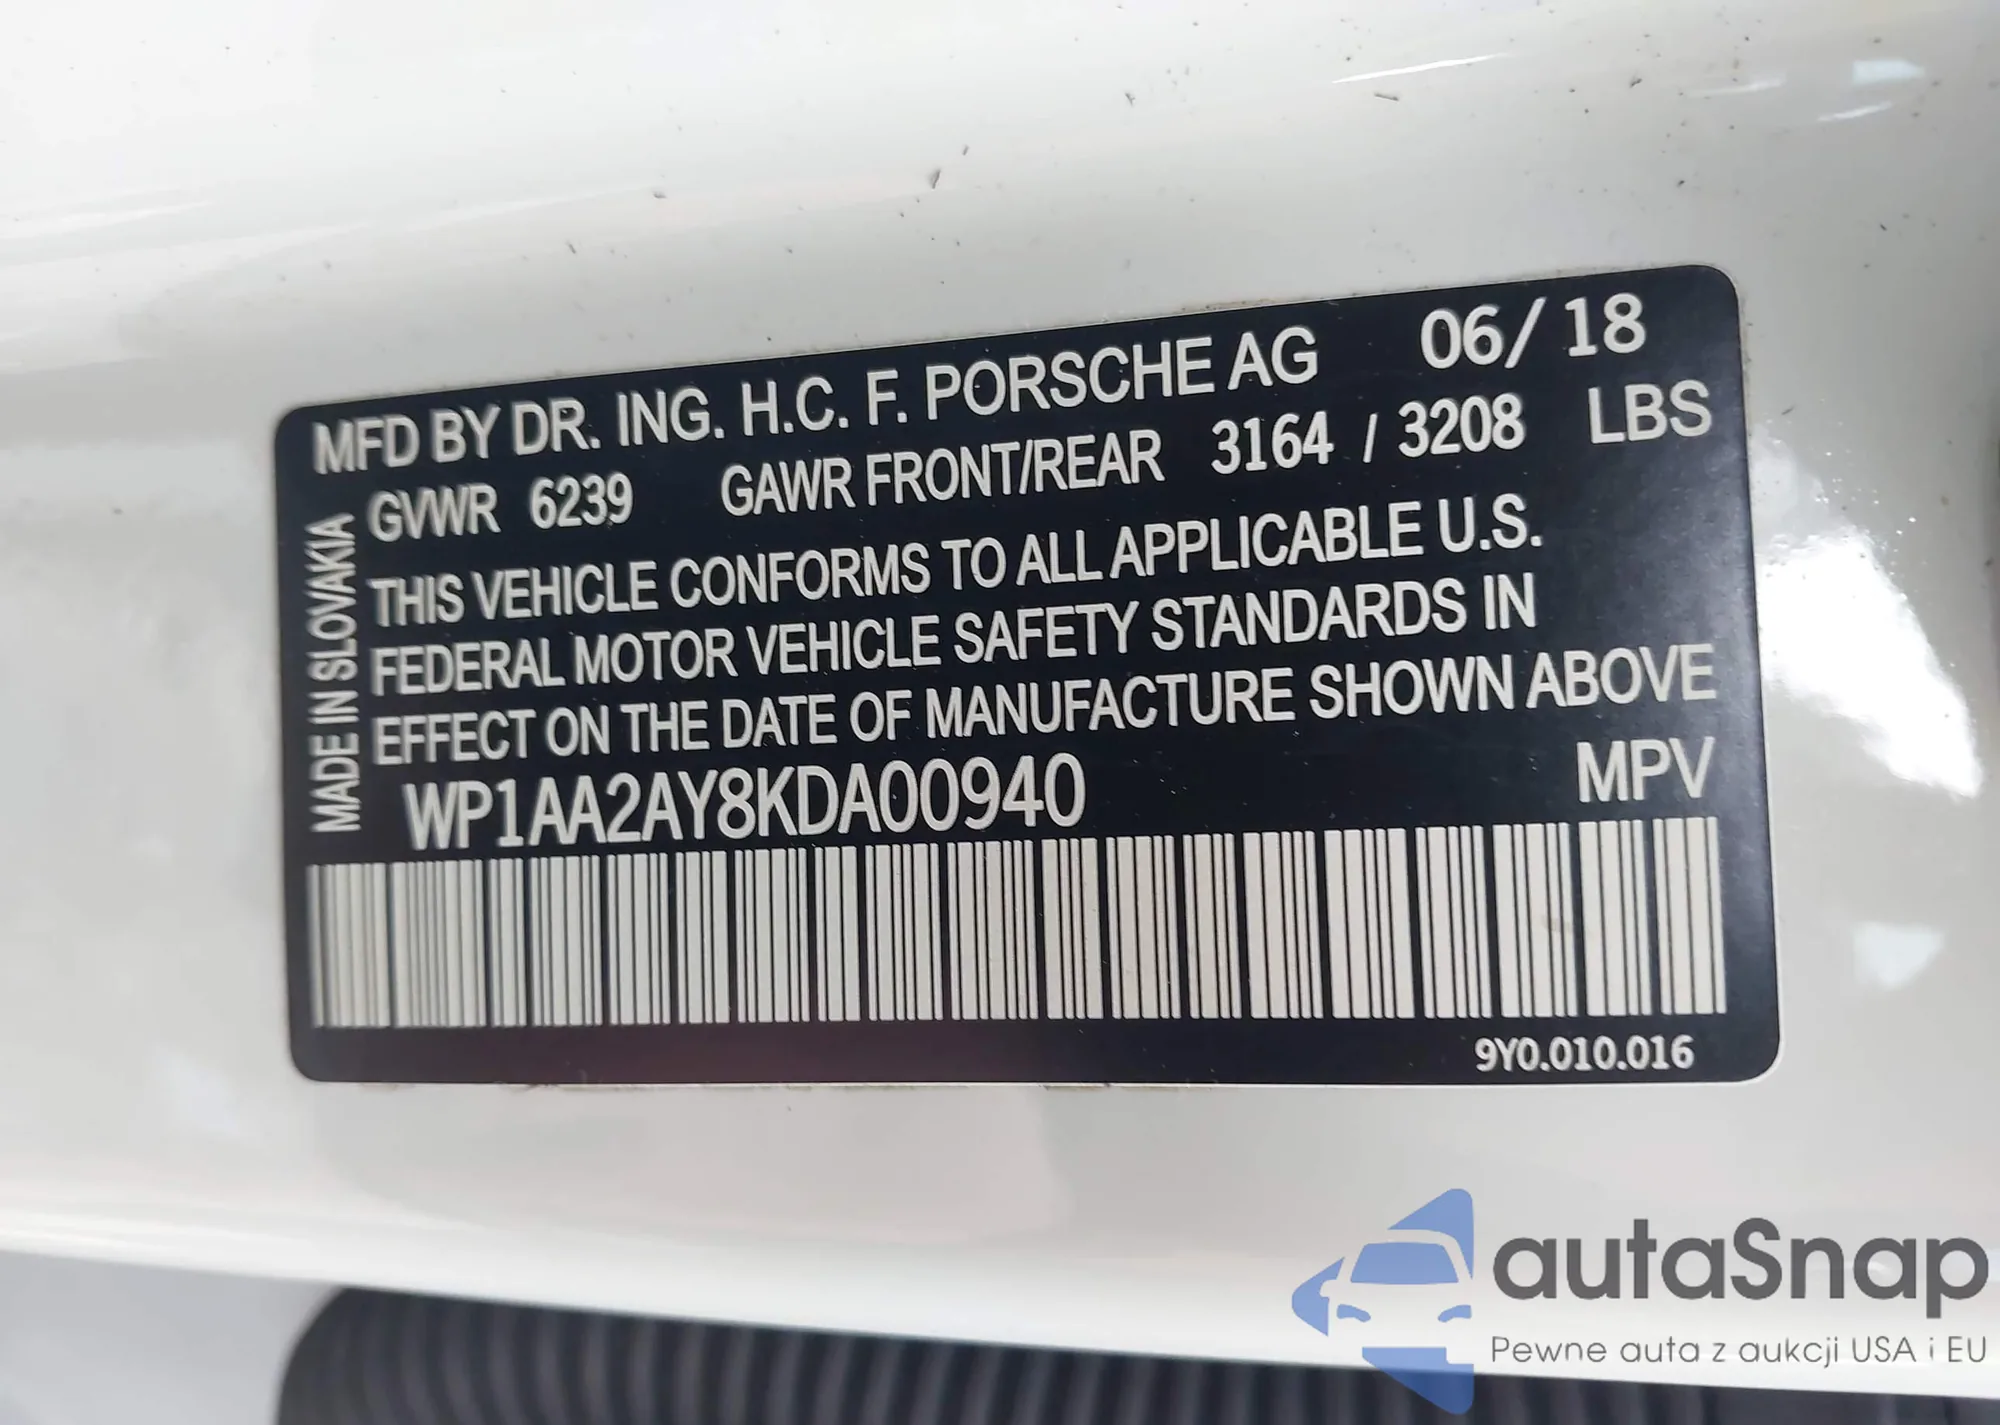 MFD BY DR. ING. H.C. F. PORSCHE AG 06/18
GVWR 6239 GAWR FRONT/REAR 3164 / 3208 LBS
THIS VEHICLE CONFORMS TO ALL APPLICABLE U.S.
FEDERAL MOTOR VEHICLE SAFETY STANDARDS IN
EFFECT ON THE DATE OF MANUFACTURE SHOWN ABOVE
WP1AA2AY8KDA00940 MPV
MADE IN SLOVAKIA
9Y0.010.016
autaSnap
Pewne auta z aukcji USA i EU